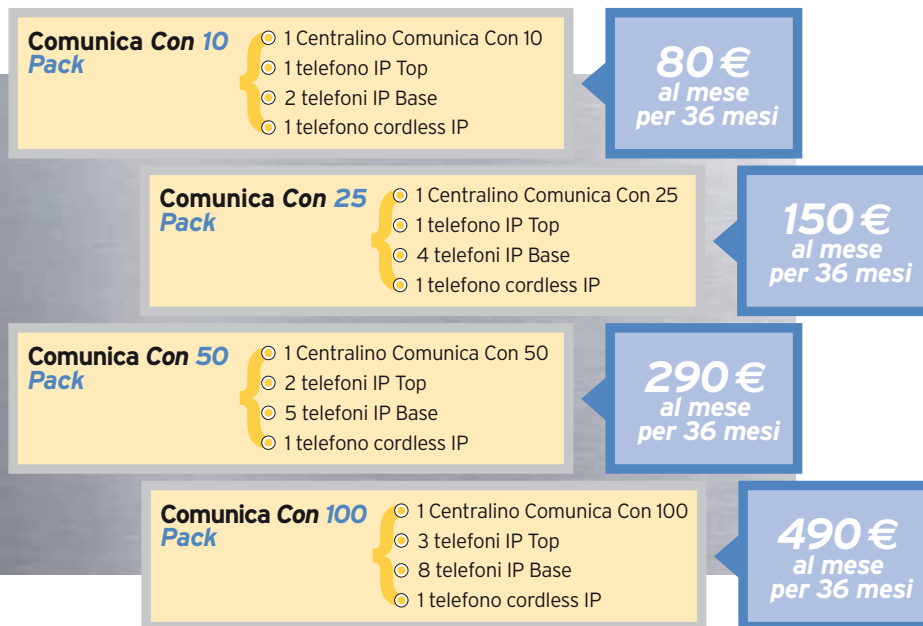 Comunica Con 10
Pack
1 Centralino Comunica Con 10
1 telefono IP Top
2 telefoni IP Base
1 telefono cordless IP
80 €
al mese
per 36 mesi
Comunica Con 25
Pack
1 Centralino Comunica Con 25
1 telefono IP Top
4 telefoni IP Base
1 telefono cordless IP
150 €
al mese
per 36 mesi
Comunica Con 50
Pack
1 Centralino Comunica Con 50
2 telefoni IP Top
5 telefoni IP Base
1 telefono cordless IP
290 €
al mese
per 36 mesi
Comunica Con 100
Pack
1 Centralino Comunica Con 100
3 telefoni IP Top
8 telefoni IP Base
1 telefono cordless IP
490 €
al mese
per 36 mesi